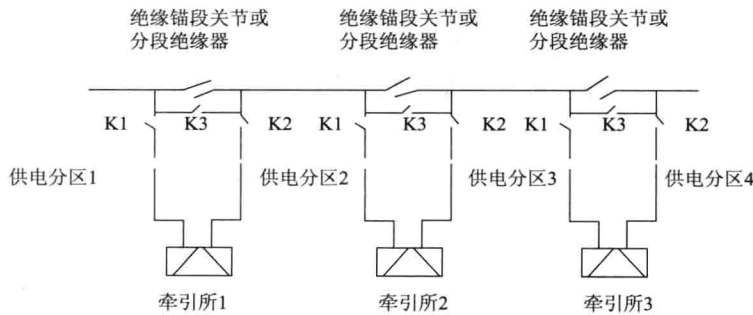 绝缘锚段关节或
分段绝缘器
绝缘锚段关节或
分段绝缘器
绝缘锚段关节或
分段绝缘器
K1 K3 K2 K1 K3 K2 K1 K3 K2
供电分区1 供电分区2 供电分区3 供电分区4
牵引所1 牵引所2 牵引所3